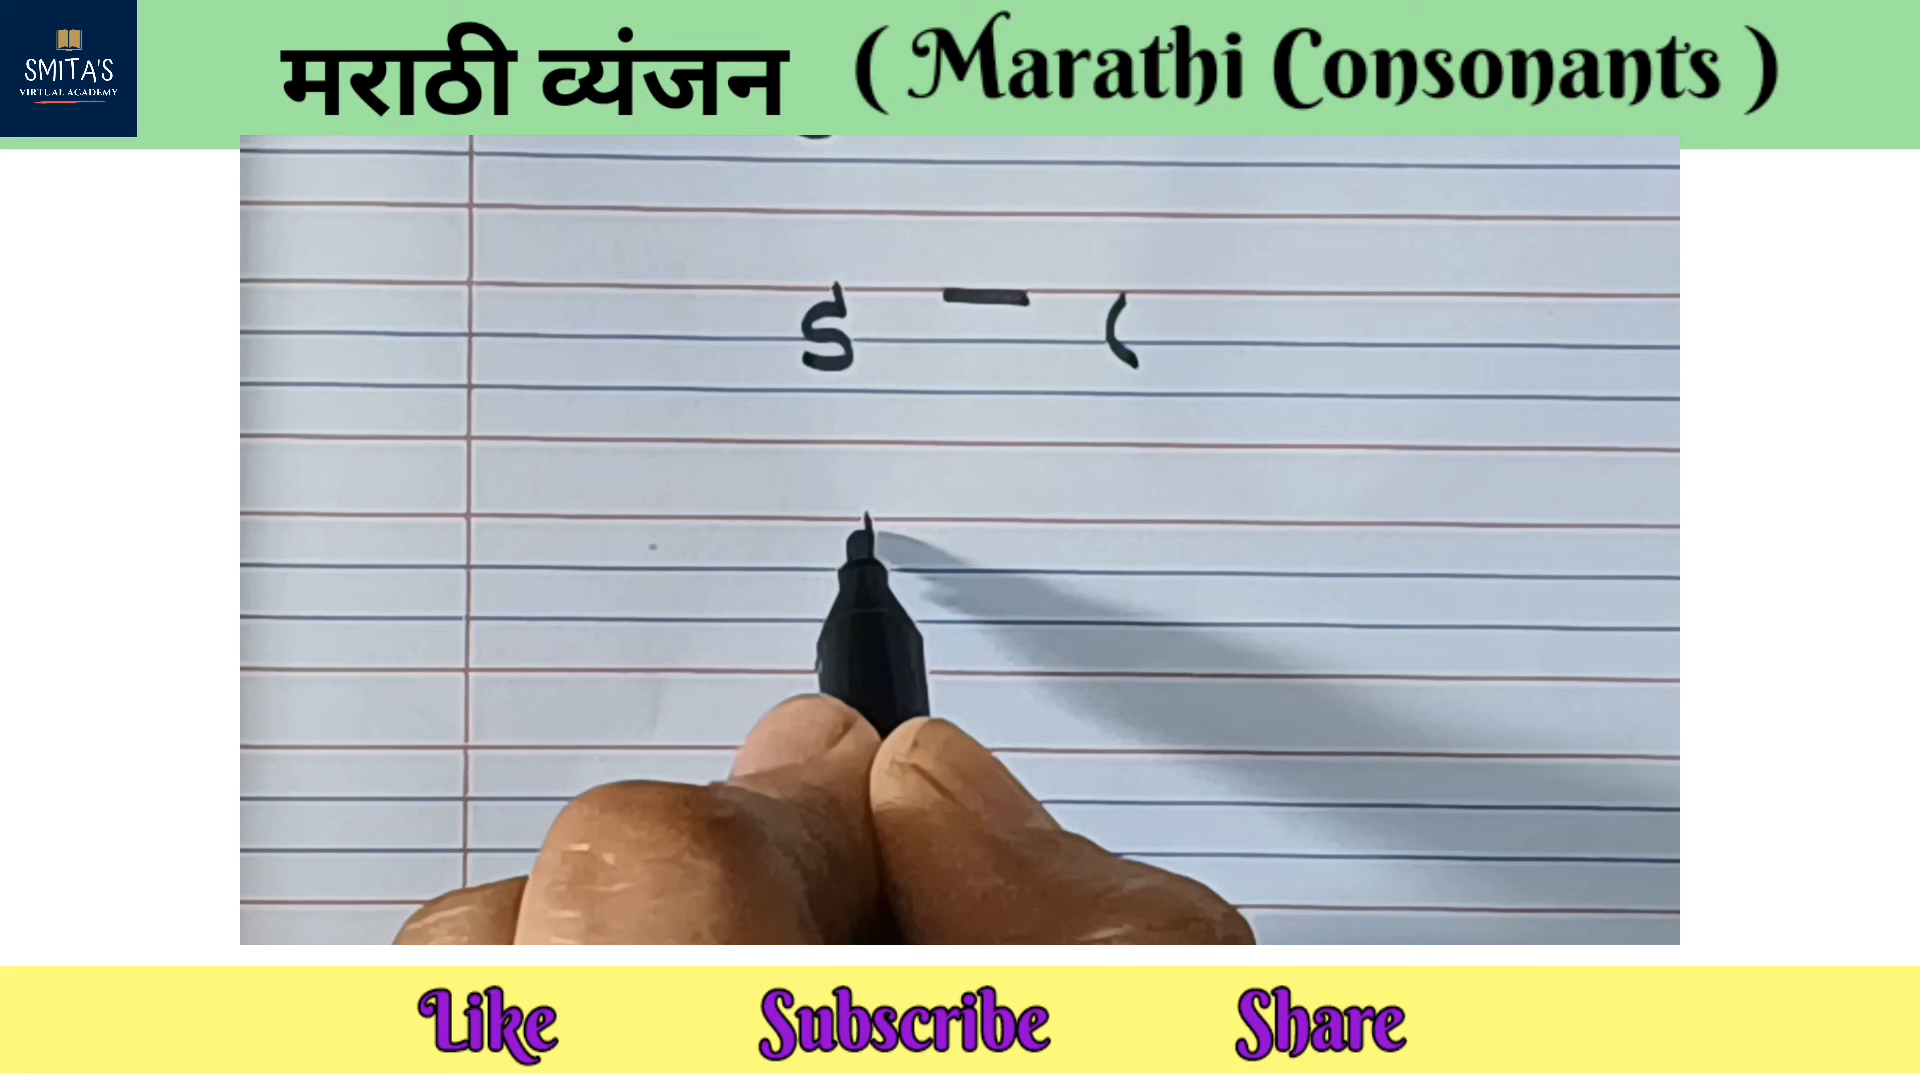 SMITA'S
VIRTUAL ACADEMY
मराठी व्यंजन ( Marathi Consonants )
Like Subscribe Share